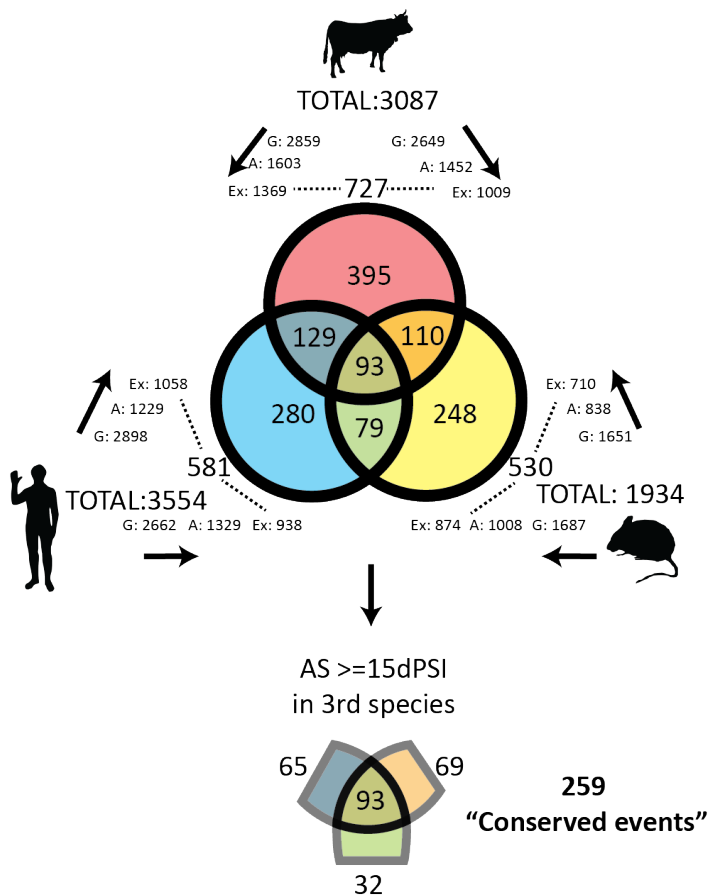 TOTAL:3087
G: 2859
G: 2649
A: 1603
A: 1452
Ex: 1369
727
Ex: 1009
395
129
110
93
280
79
248
Ex: 1058
A: 1229
G: 2898
Ex: 710
A: 838
G: 1651
581
530
TOTAL:3554
TOTAL: 1934
G: 2662 A: 1329 Ex: 938
Ex: 874 A: 1008 G: 1687
AS >=15dPSI
in 3rd species
65
69
93
32
259
“Conserved events”